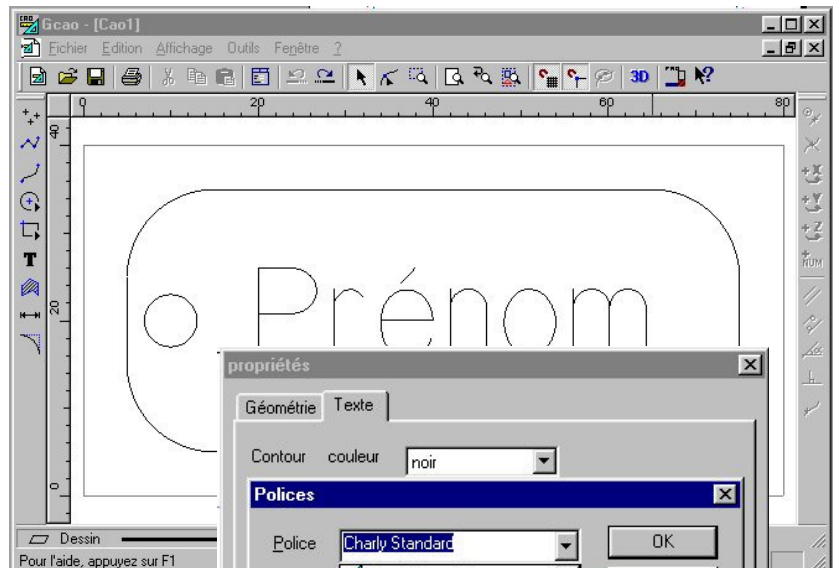 Gcao - [Cao1]
Fichier Edition Affichage Outils Fenêtre ?
3D
0 20 40 60 80
40
T
NUM
20
Prénom
propriétés
Géométrie Texte
Contour couleur noir
Polices
0
Police Charly Standard OK
Dessin
Pour l'aide, appuyez sur F1